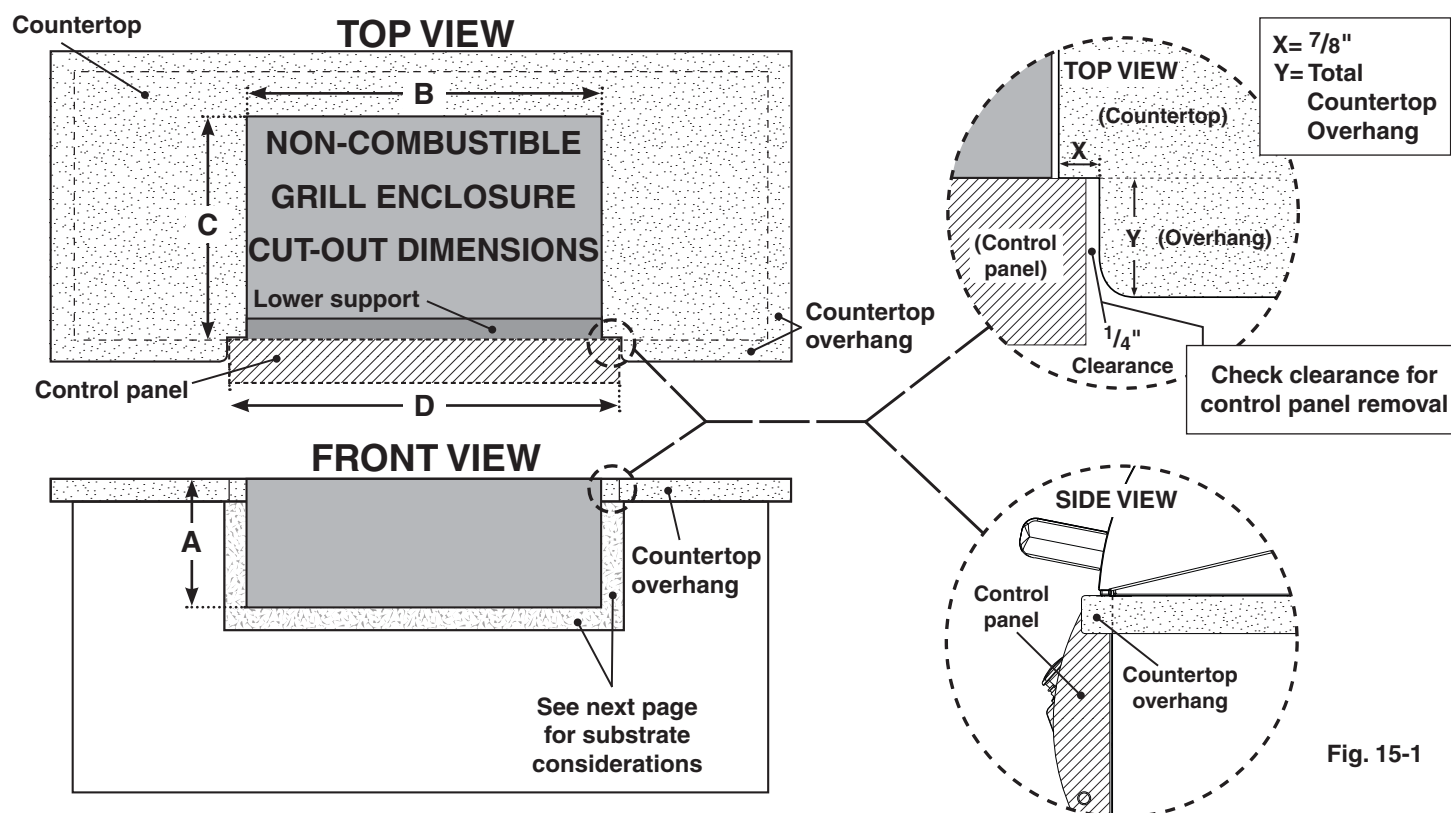 Countertop
TOP VIEW
B
NON-COMBUSTIBLE
GRILL ENCLOSURE
CUT-OUT DIMENSIONS
C
Lower support
Countertop
overhang
Control panel
D
TOP VIEW
(Countertop)
X
(Control
panel)
Y
(Overhang)
1/4"
Clearance
X= 7/8"
Y= Total
Countertop
Overhang
Check clearance for
control panel removal
FRONT VIEW
A
Countertop
overhang
See next page
for substrate
considerations
SIDE VIEW
Control
panel
Countertop
overhang
Fig. 15-1